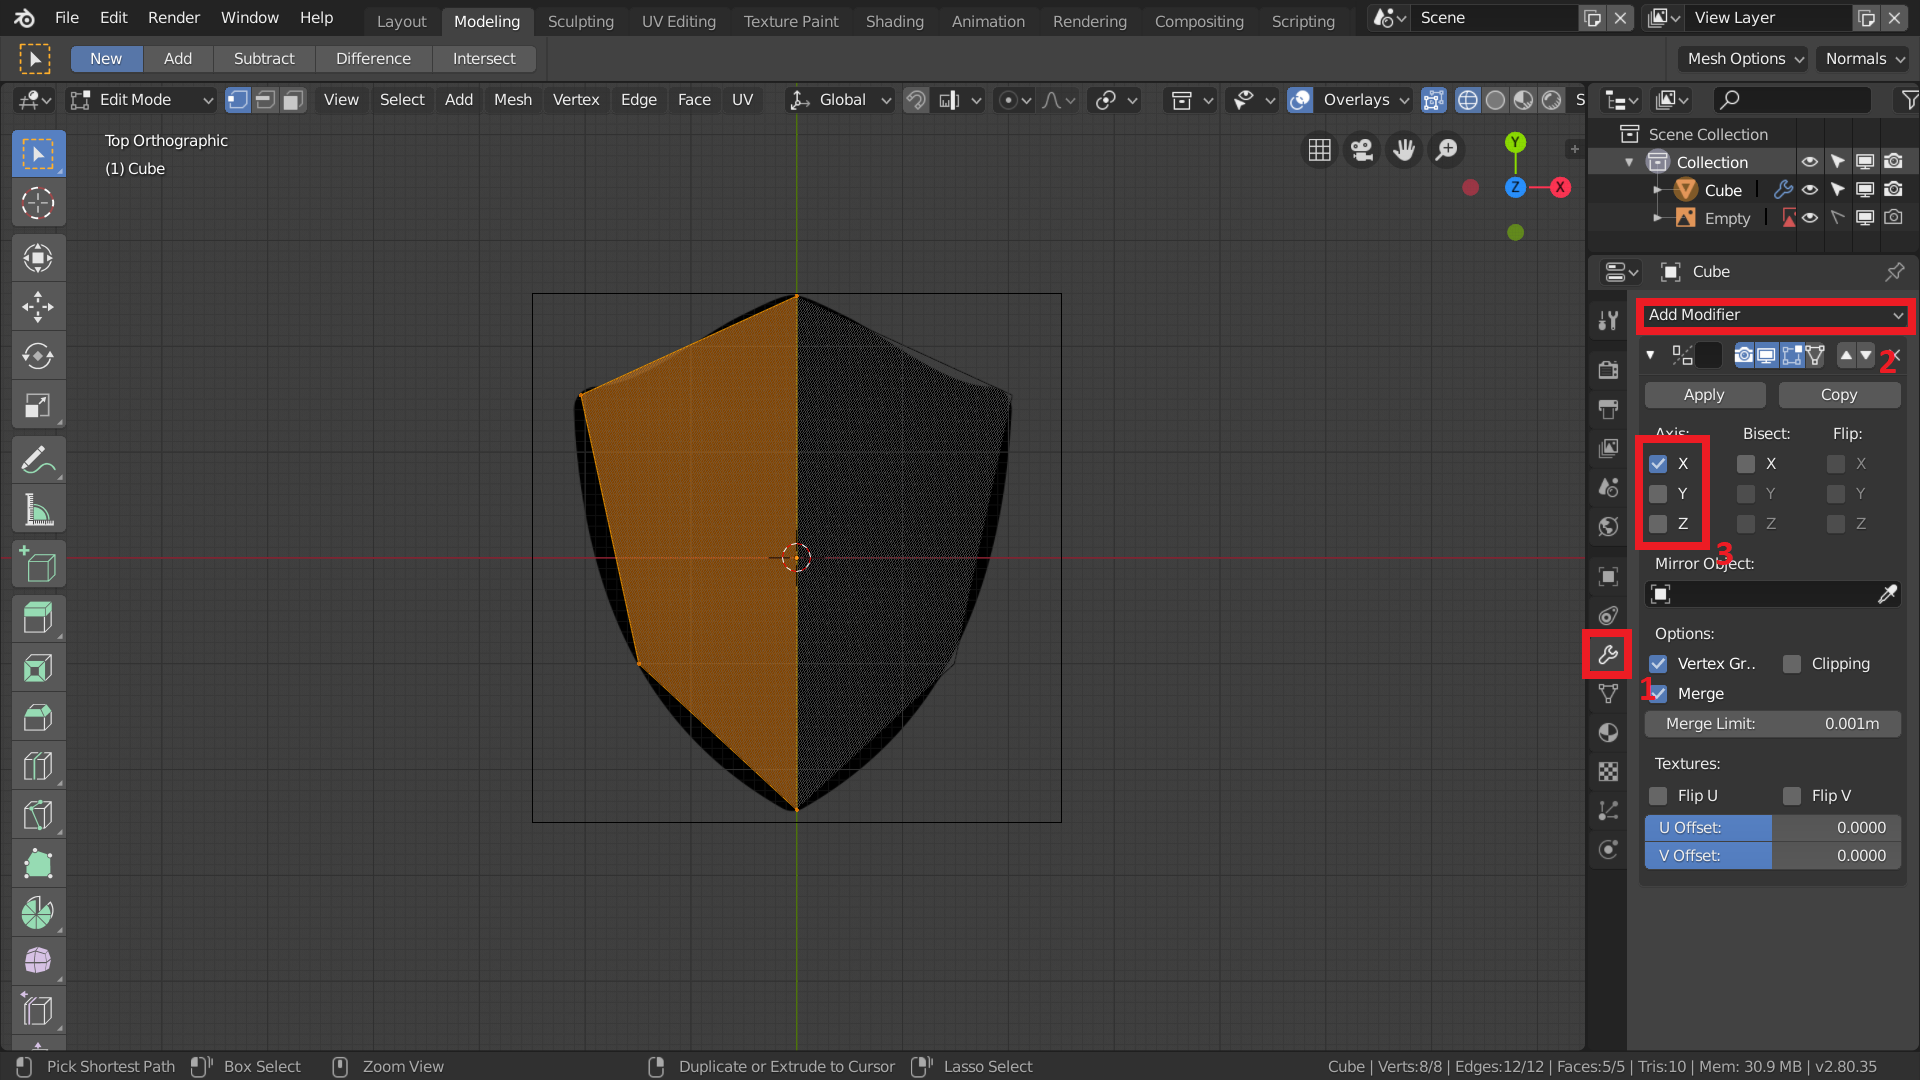 File Edit Render Window Help Layout Modeling Sculpting UV Editing Texture Paint Shading Animation Rendering Compositing Scripting Scene View Layer
New Add Subtract Difference Intersect Mesh Options Normals
Edit Mode View Select Add Mesh Vertex Edge Face UV Global Overlays S
Top Orthographic
(1) Cube
Y
Z X
Scene Collection
Collection
Cube
Empty
Cube
Add Modifier
2
Apply Copy
Axis: Bisect: Flip:
X X X
Y Y Y
Z Z Z
3
Mirror Object:
Options:
Vertex Gr.. Clipping
1
Merge
Merge Limit: 0.001m
Textures:
Flip U Flip V
U Offset: 0.0000
V Offset: 0.0000
Pick Shortest Path Box Select Zoom View Duplicate or Extrude to Cursor Lasso Select Cube | Verts:8/8 | Edges:12/12 | Faces:5/5 | Tris:10 | Mem: 30.9 MB | v2.80.35